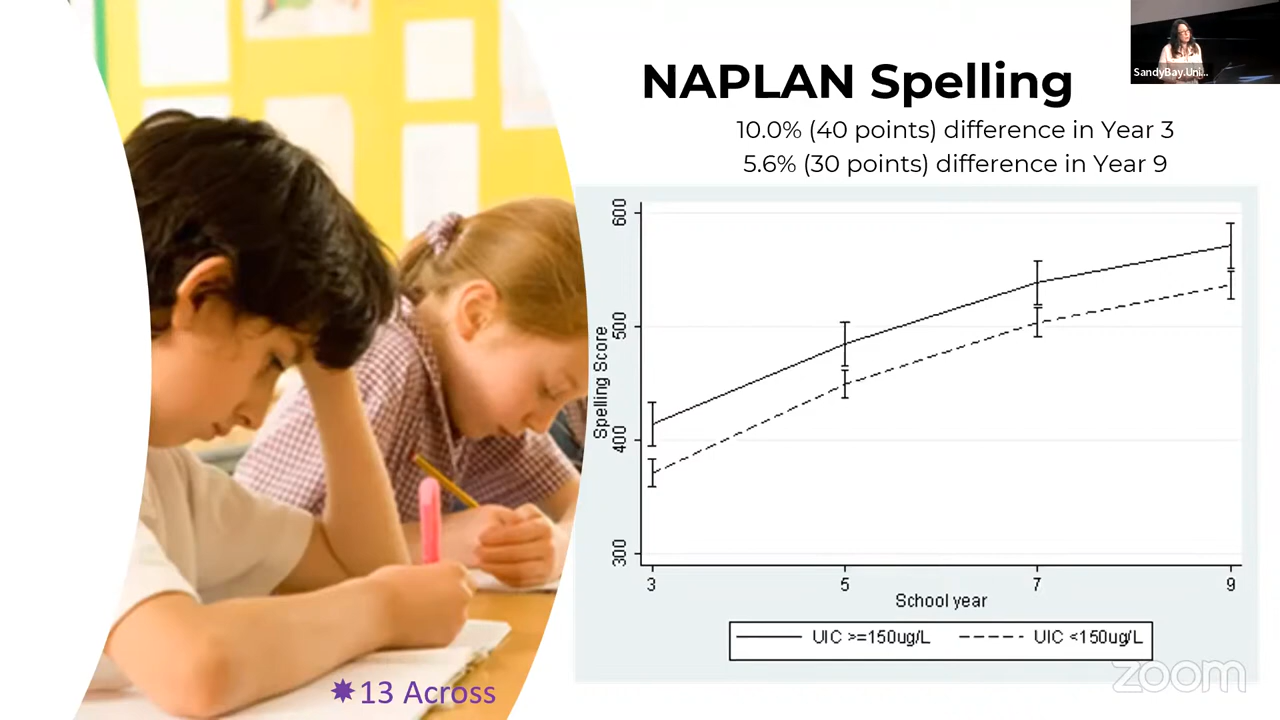 SandyBay.Uni...
NAPLAN Spelling
10.0% (40 points) difference in Year 3
5.6% (30 points) difference in Year 9
600
500
400
300
Spelling Score
3 5 7 9
School year
UIC >=150ug/L UIC <150ug/L
✸13 Across
zoom